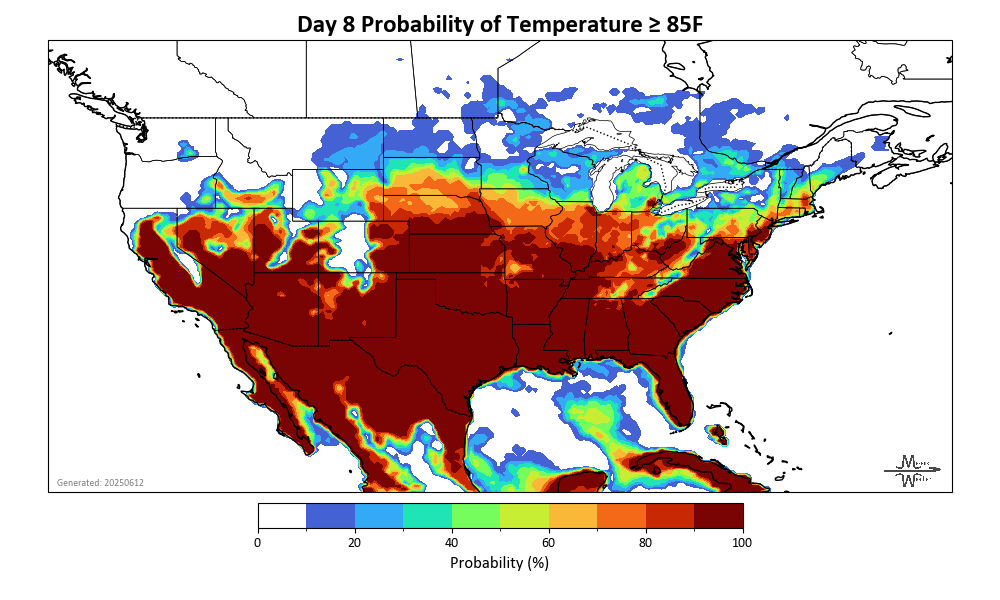 Day 8 Probability of Temperature ≥ 85F
Generated: 20250612
0 20 40 60 80 100
Probability (%)